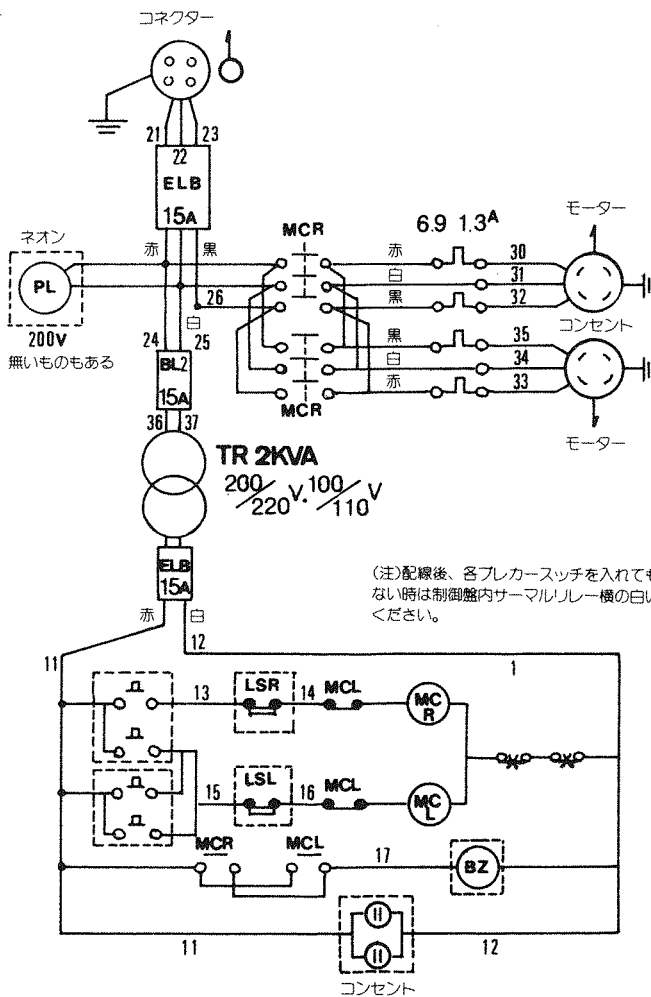 コネクター
21 23
22
ELB
15A
ネオン
赤 黒
MCR
6.9 1.3A
モーター
PL
赤 30
白 31
黒 32
26
白
200V
無いものもある
24 25
BL2
15A
36 37
コンセント
黒 35
白 34
赤 33
MCR
モーター
TR 2KVA
200/220V. 100/110V
ELB
15A
(注)配線後、各ブレカースッチを入れても
ない時は制御盤内サーマルリレー横の白い
ください。
赤 白
12
11
1
13 LSR 14 MCL MC
R
15 LSL 16 MCL MC
L
MCR MCL 17 BZ
11 12
コンセント